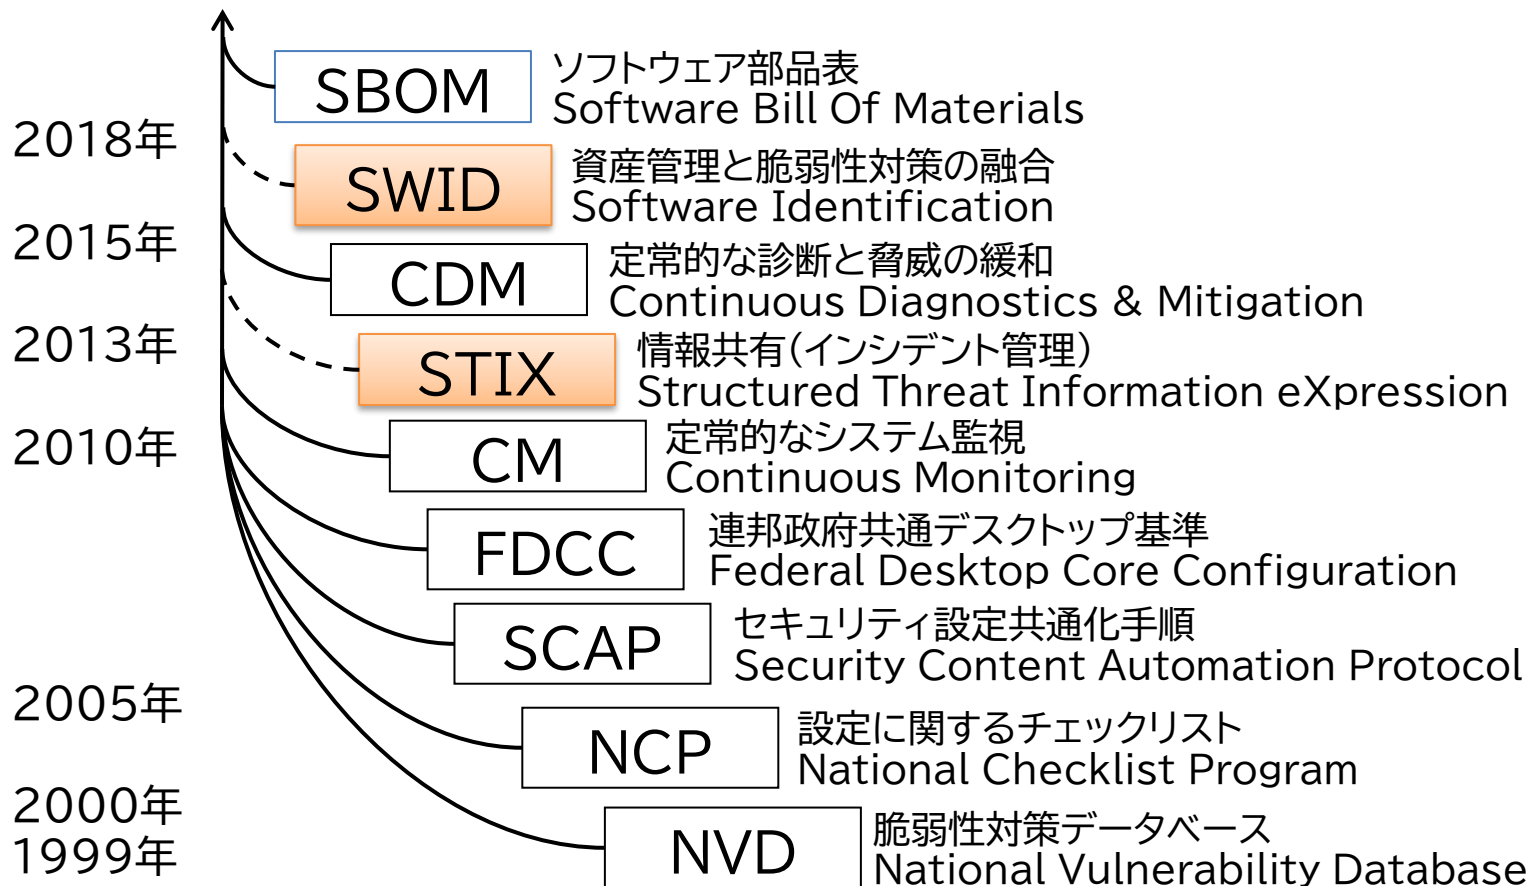 SBOM
ソフトウェア部品表
Software Bill Of Materials
2018年
SWID
資産管理と脆弱性対策の融合
Software Identification
2015年
CDM
定常的な診断と脅威の緩和
Continuous Diagnostics & Mitigation
2013年
STIX
情報共有(インシデント管理)
Structured Threat Information eXpression
2010年
CM
定常的なシステム監視
Continuous Monitoring
FDCC
連邦政府共通デスクトップ基準
Federal Desktop Core Configuration
SCAP
セキュリティ設定共通化手順
Security Content Automation Protocol
2005年
NCP
設定に関するチェックリスト
National Checklist Program
2000年
1999年
NVD
脆弱性対策データベース
National Vulnerability Database